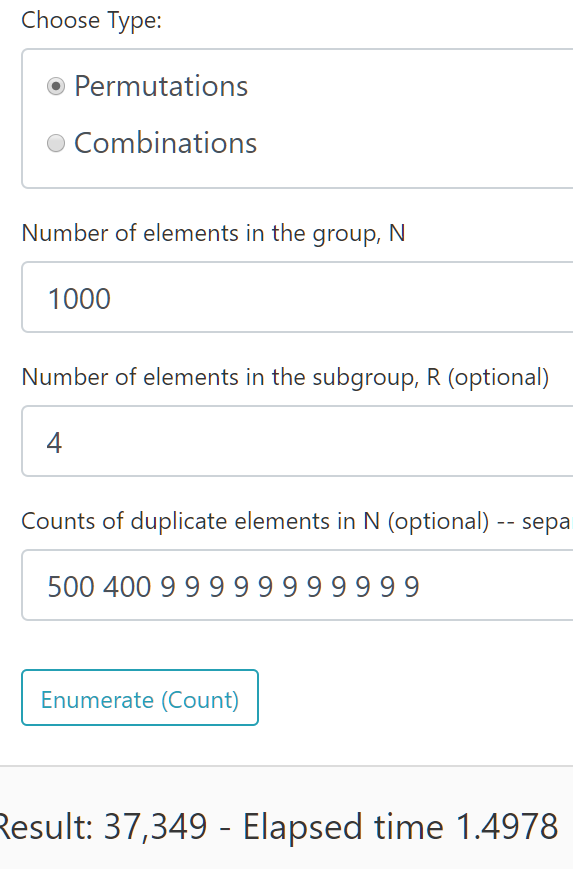 Choose Type:
Permutations
Combinations
Number of elements in the group, N
1000
Number of elements in the subgroup, R (optional)
4
Counts of duplicate elements in N (optional) -- sepa
500 400 9 9 9 9 9 9 9 9 9 9 9
Enumerate (Count)
Result: 37,349 - Elapsed time 1.4978